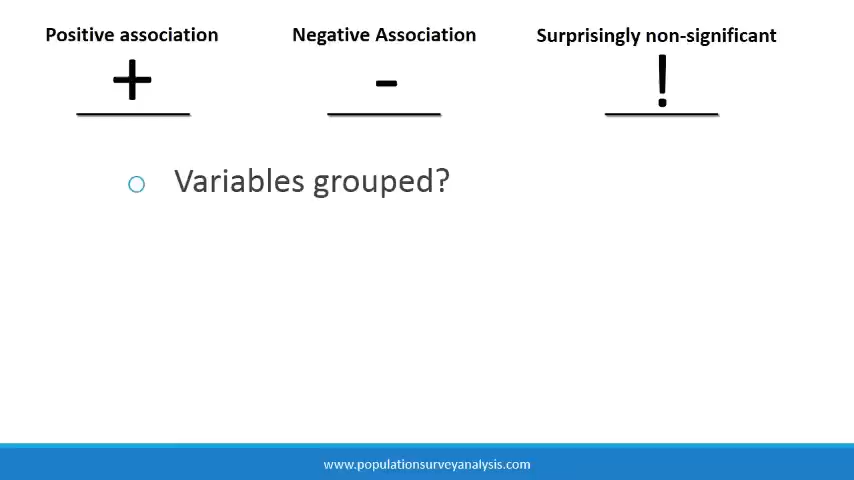 Positive association
Negative Association
Surprisingly non-significant
+
-
!
Variables grouped?
www.populationsurveyanalysis.com